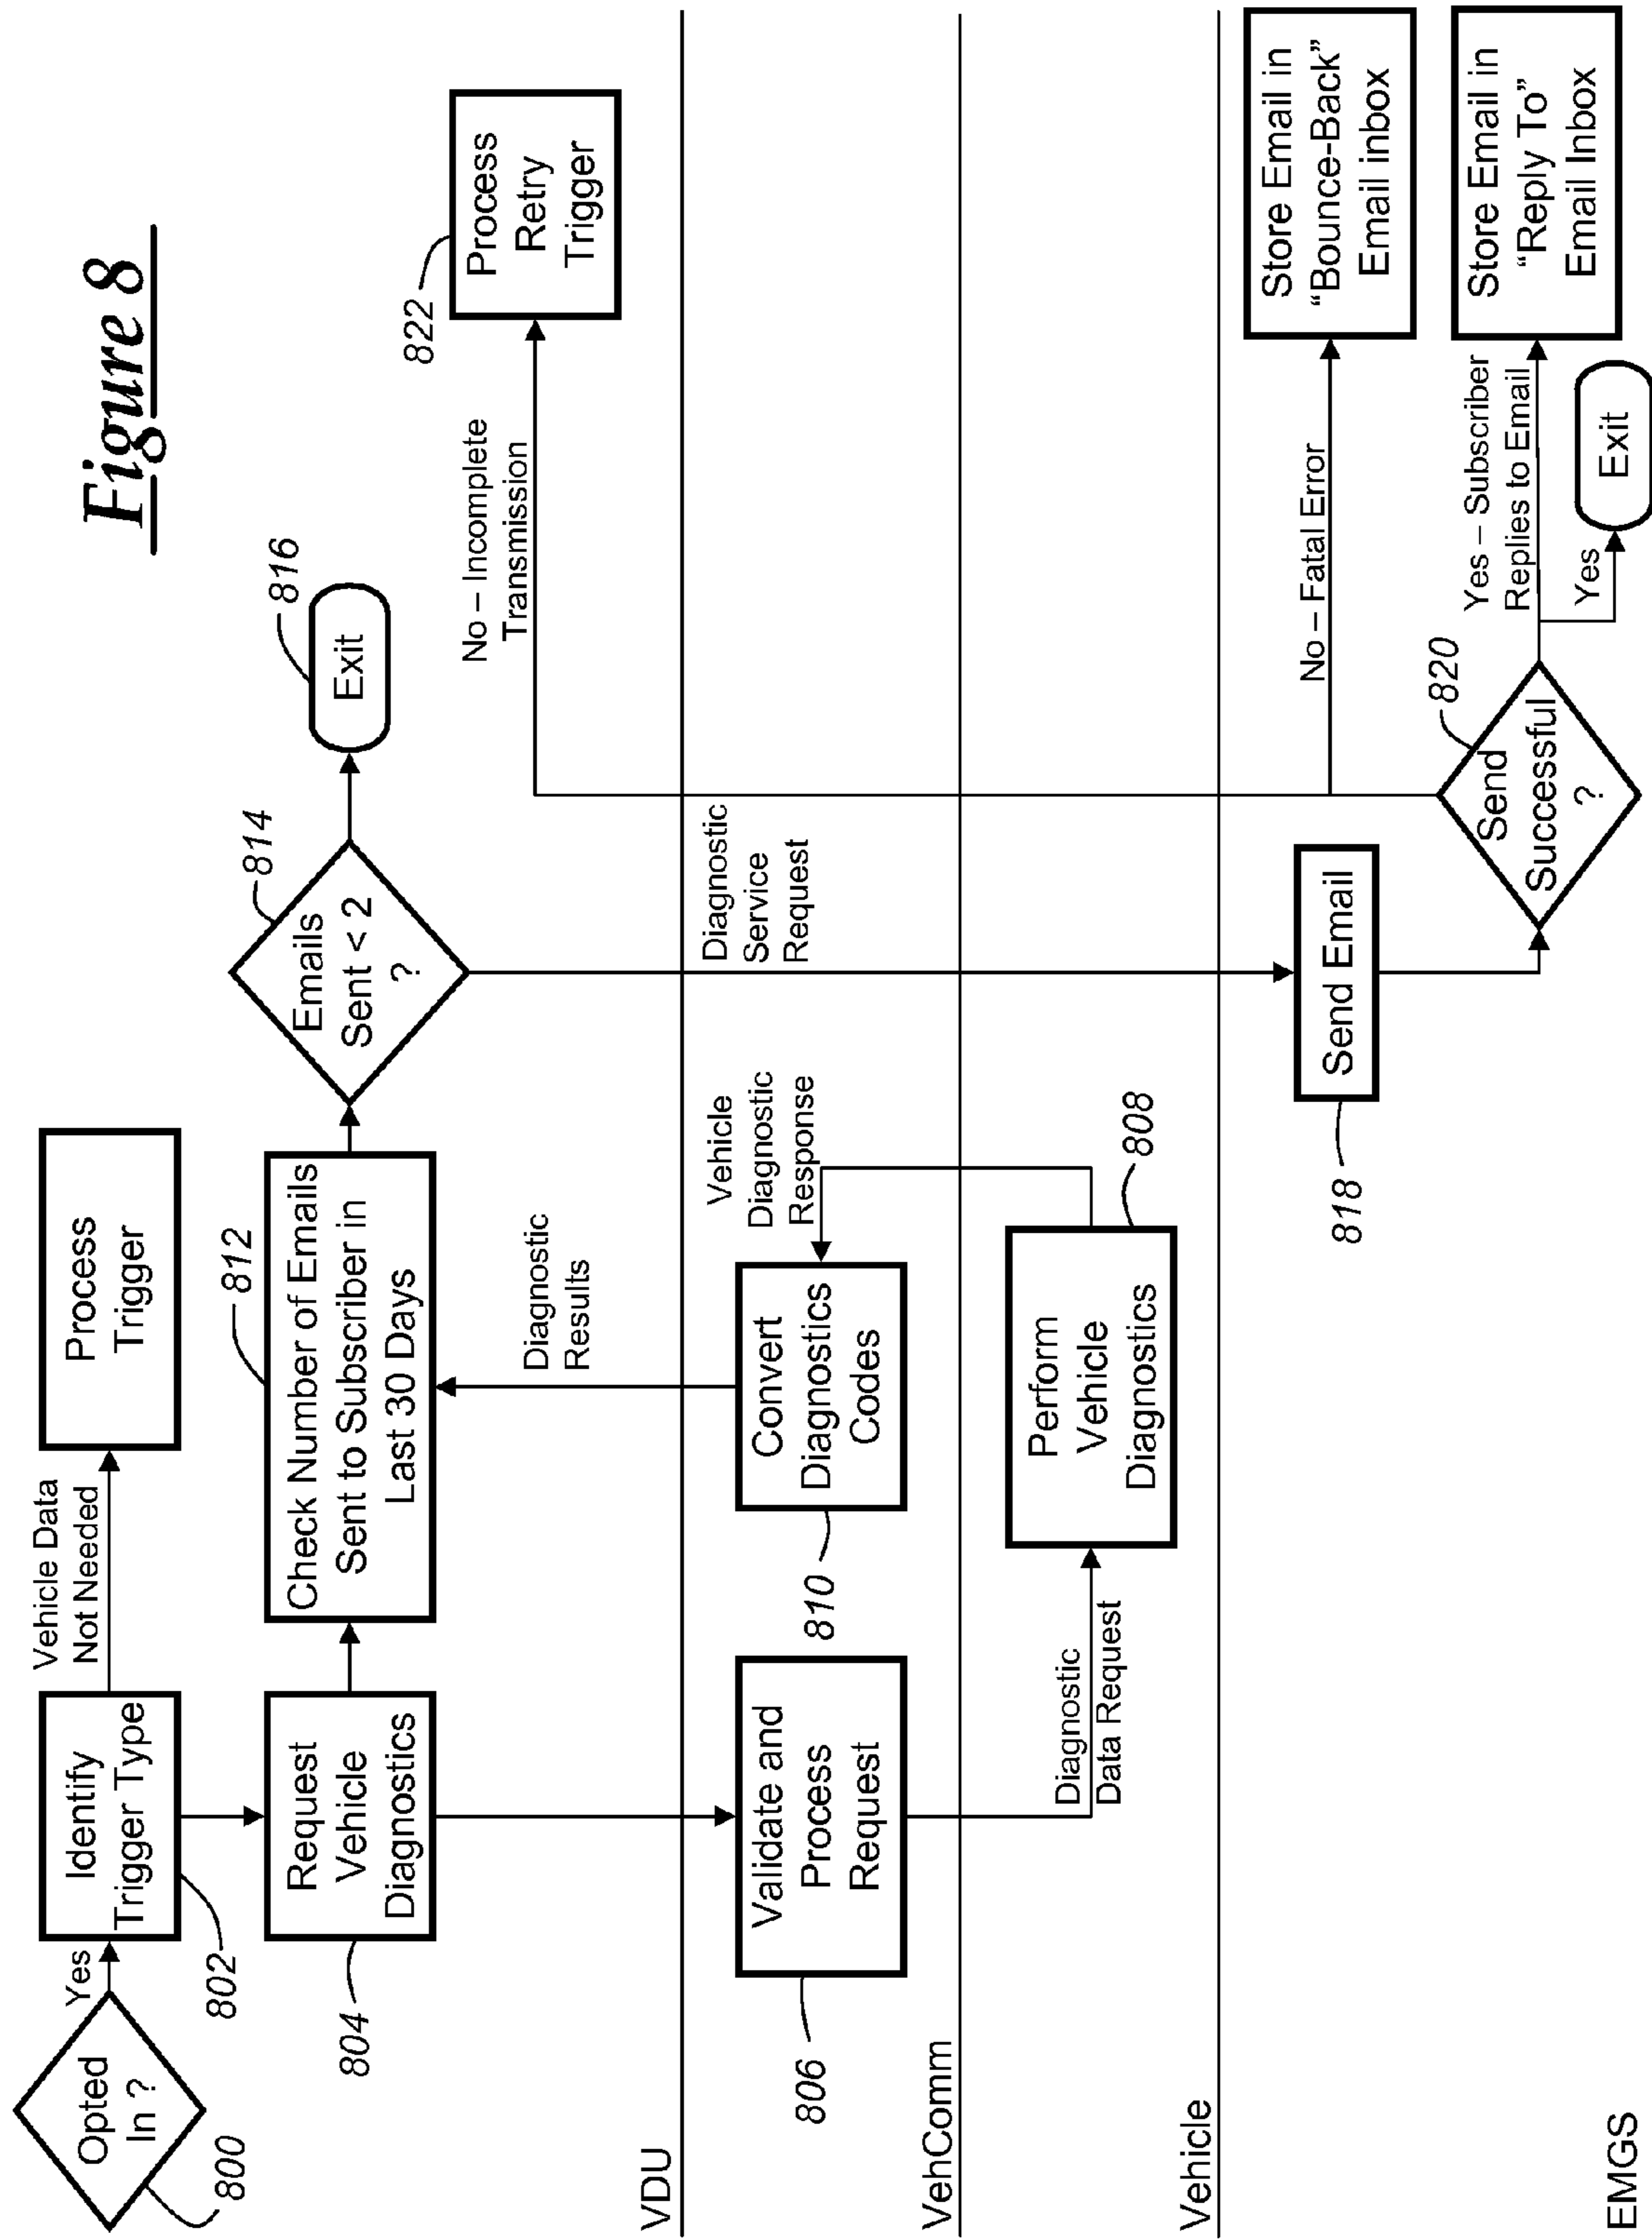 Figure 8
Opted
In ?
800
Yes
Identify
Trigger Type
802
Vehicle Data
Not Needed
Process
Trigger
Request
Vehicle
Diagnostics
804
Check Number of Emails
Sent to Subscriber in
Last 30 Days
812
Emails
Sent < 2
?
814
Exit
816
No – Incomplete
Transmission
Process
Retry
Trigger
822
VDU
Validate and
Process
Request
806
Convert
Diagnostics
Codes
810
Diagnostic
Results
Vehicle
Diagnostic
Response
Diagnostic
Service
Request
VehComm
Diagnostic
Data Request
Perform
Vehicle
Diagnostics
808
Vehicle
Send Email
818
Send
Successful
?
820
No – Fatal Error
Store Email in
“Bounce-Back”
Email inbox
Yes – Subscriber
Replies to Email
Store Email in
“Reply To”
Email Inbox
Yes
Exit
EMGS